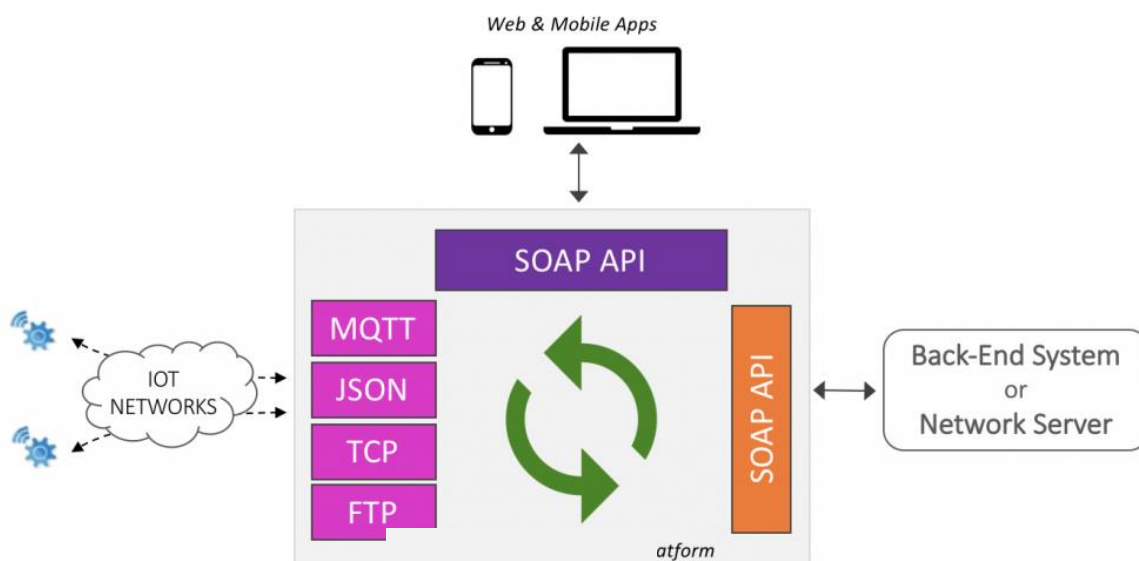 Web & Mobile Apps
SOAP API
MQTT
JSON
TCP
FTP
IOT
NETWORKS
SOAP API
Back-End System
or
Network Server
atform